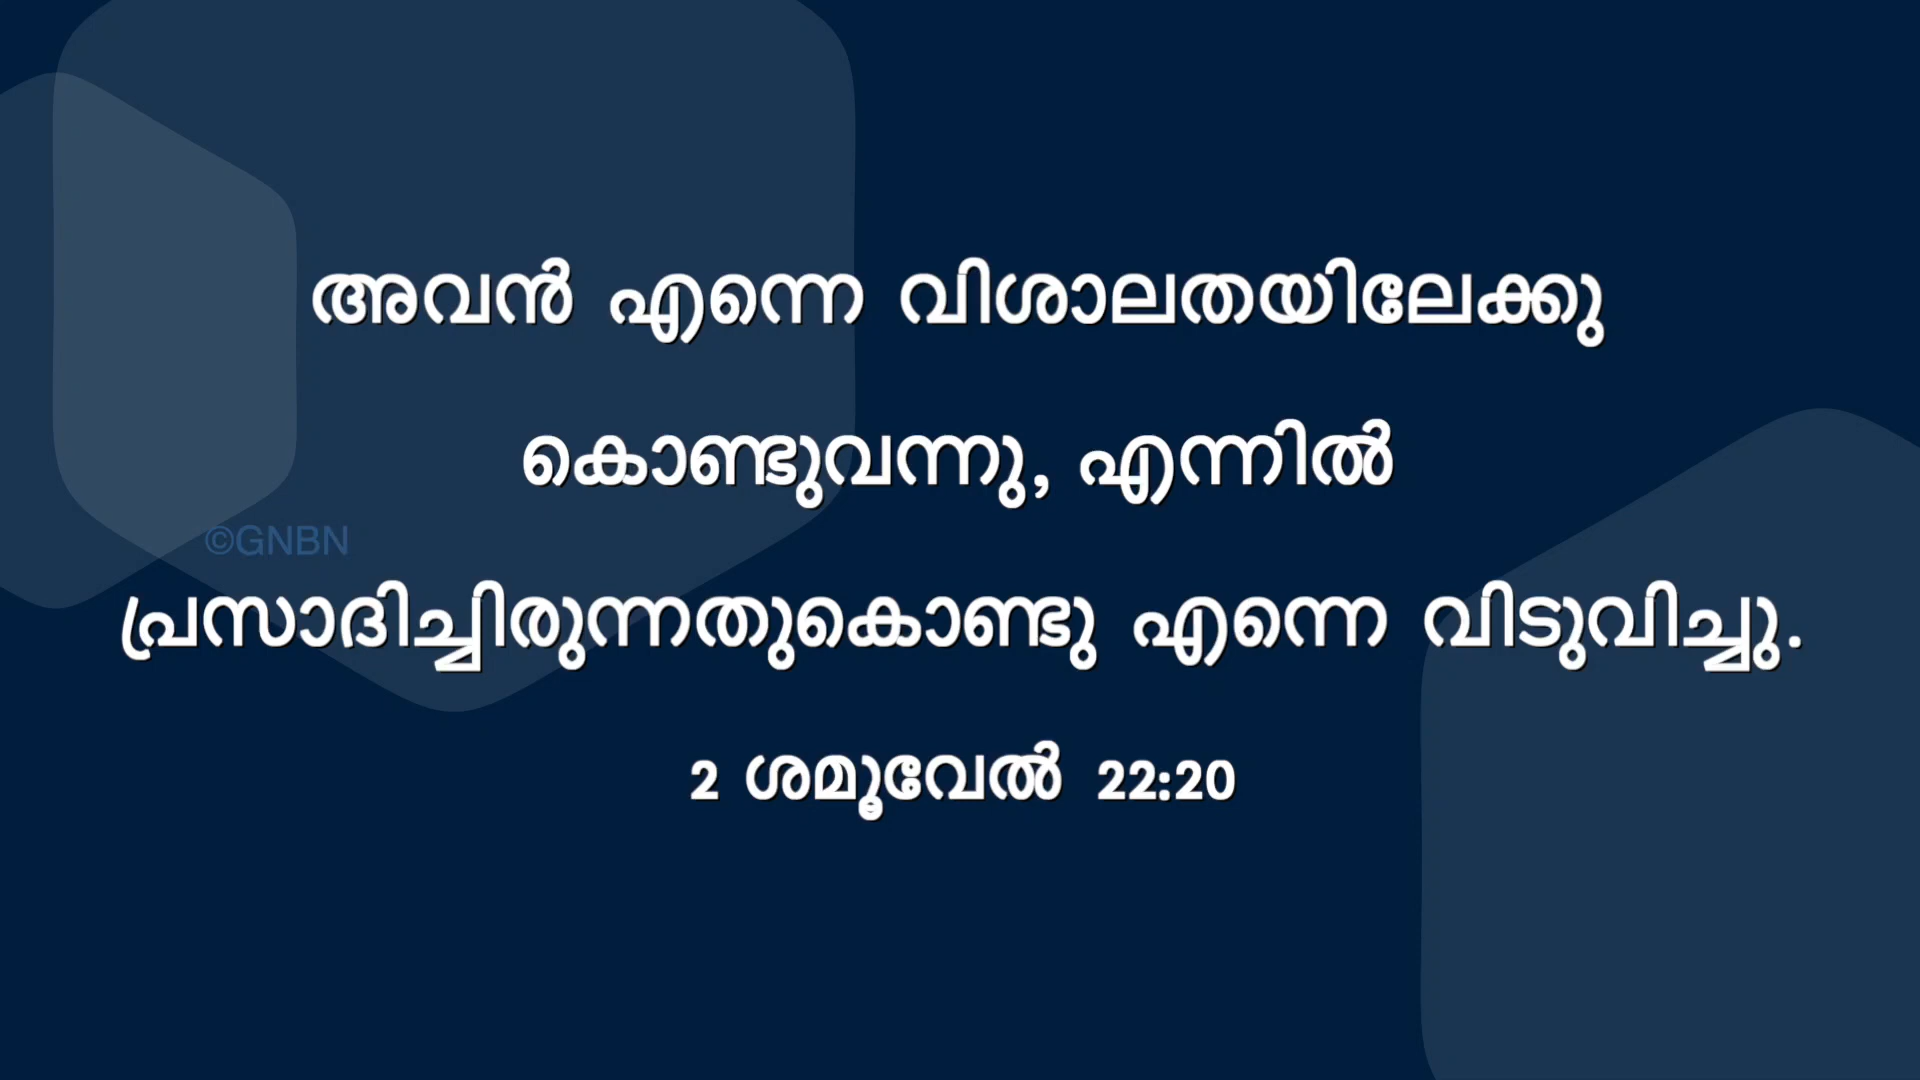 അവൻ എന്നെ വിശാലതയിലേക്കു
കൊണ്ടുവന്നു, എന്നിൽ
©GNBN
പ്രസാദിച്ചിരുന്നതുകൊണ്ടു എന്നെ വിടുവിച്ചു.
2 ശമൂവേൽ 22:20